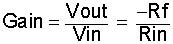 Gain = Vout/Vin = -Rf/Rin